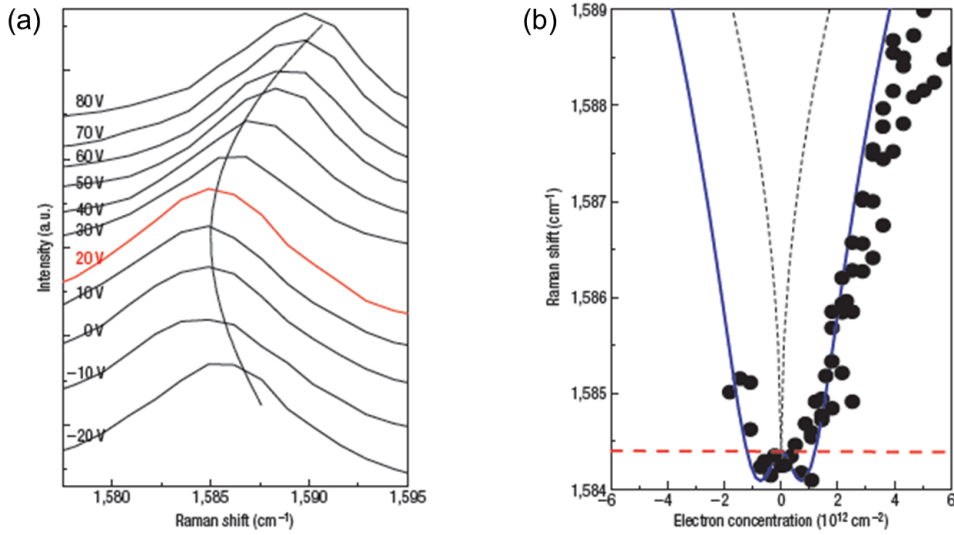 (a)
80 V
70 V
60 V
50 V
40 V
30 V
20 V
10 V
0 V
−10 V
−20 V
Intensity (a.u.)
1,580 1,585 1,590 1,595
Raman shift (cm−1)
(b)
1,589
1,588
1,587
1,586
1,585
1,584
Raman shift (cm−1)
−6 −4 −2 0 2 4 6
Electron concentration (10¹² cm−2)